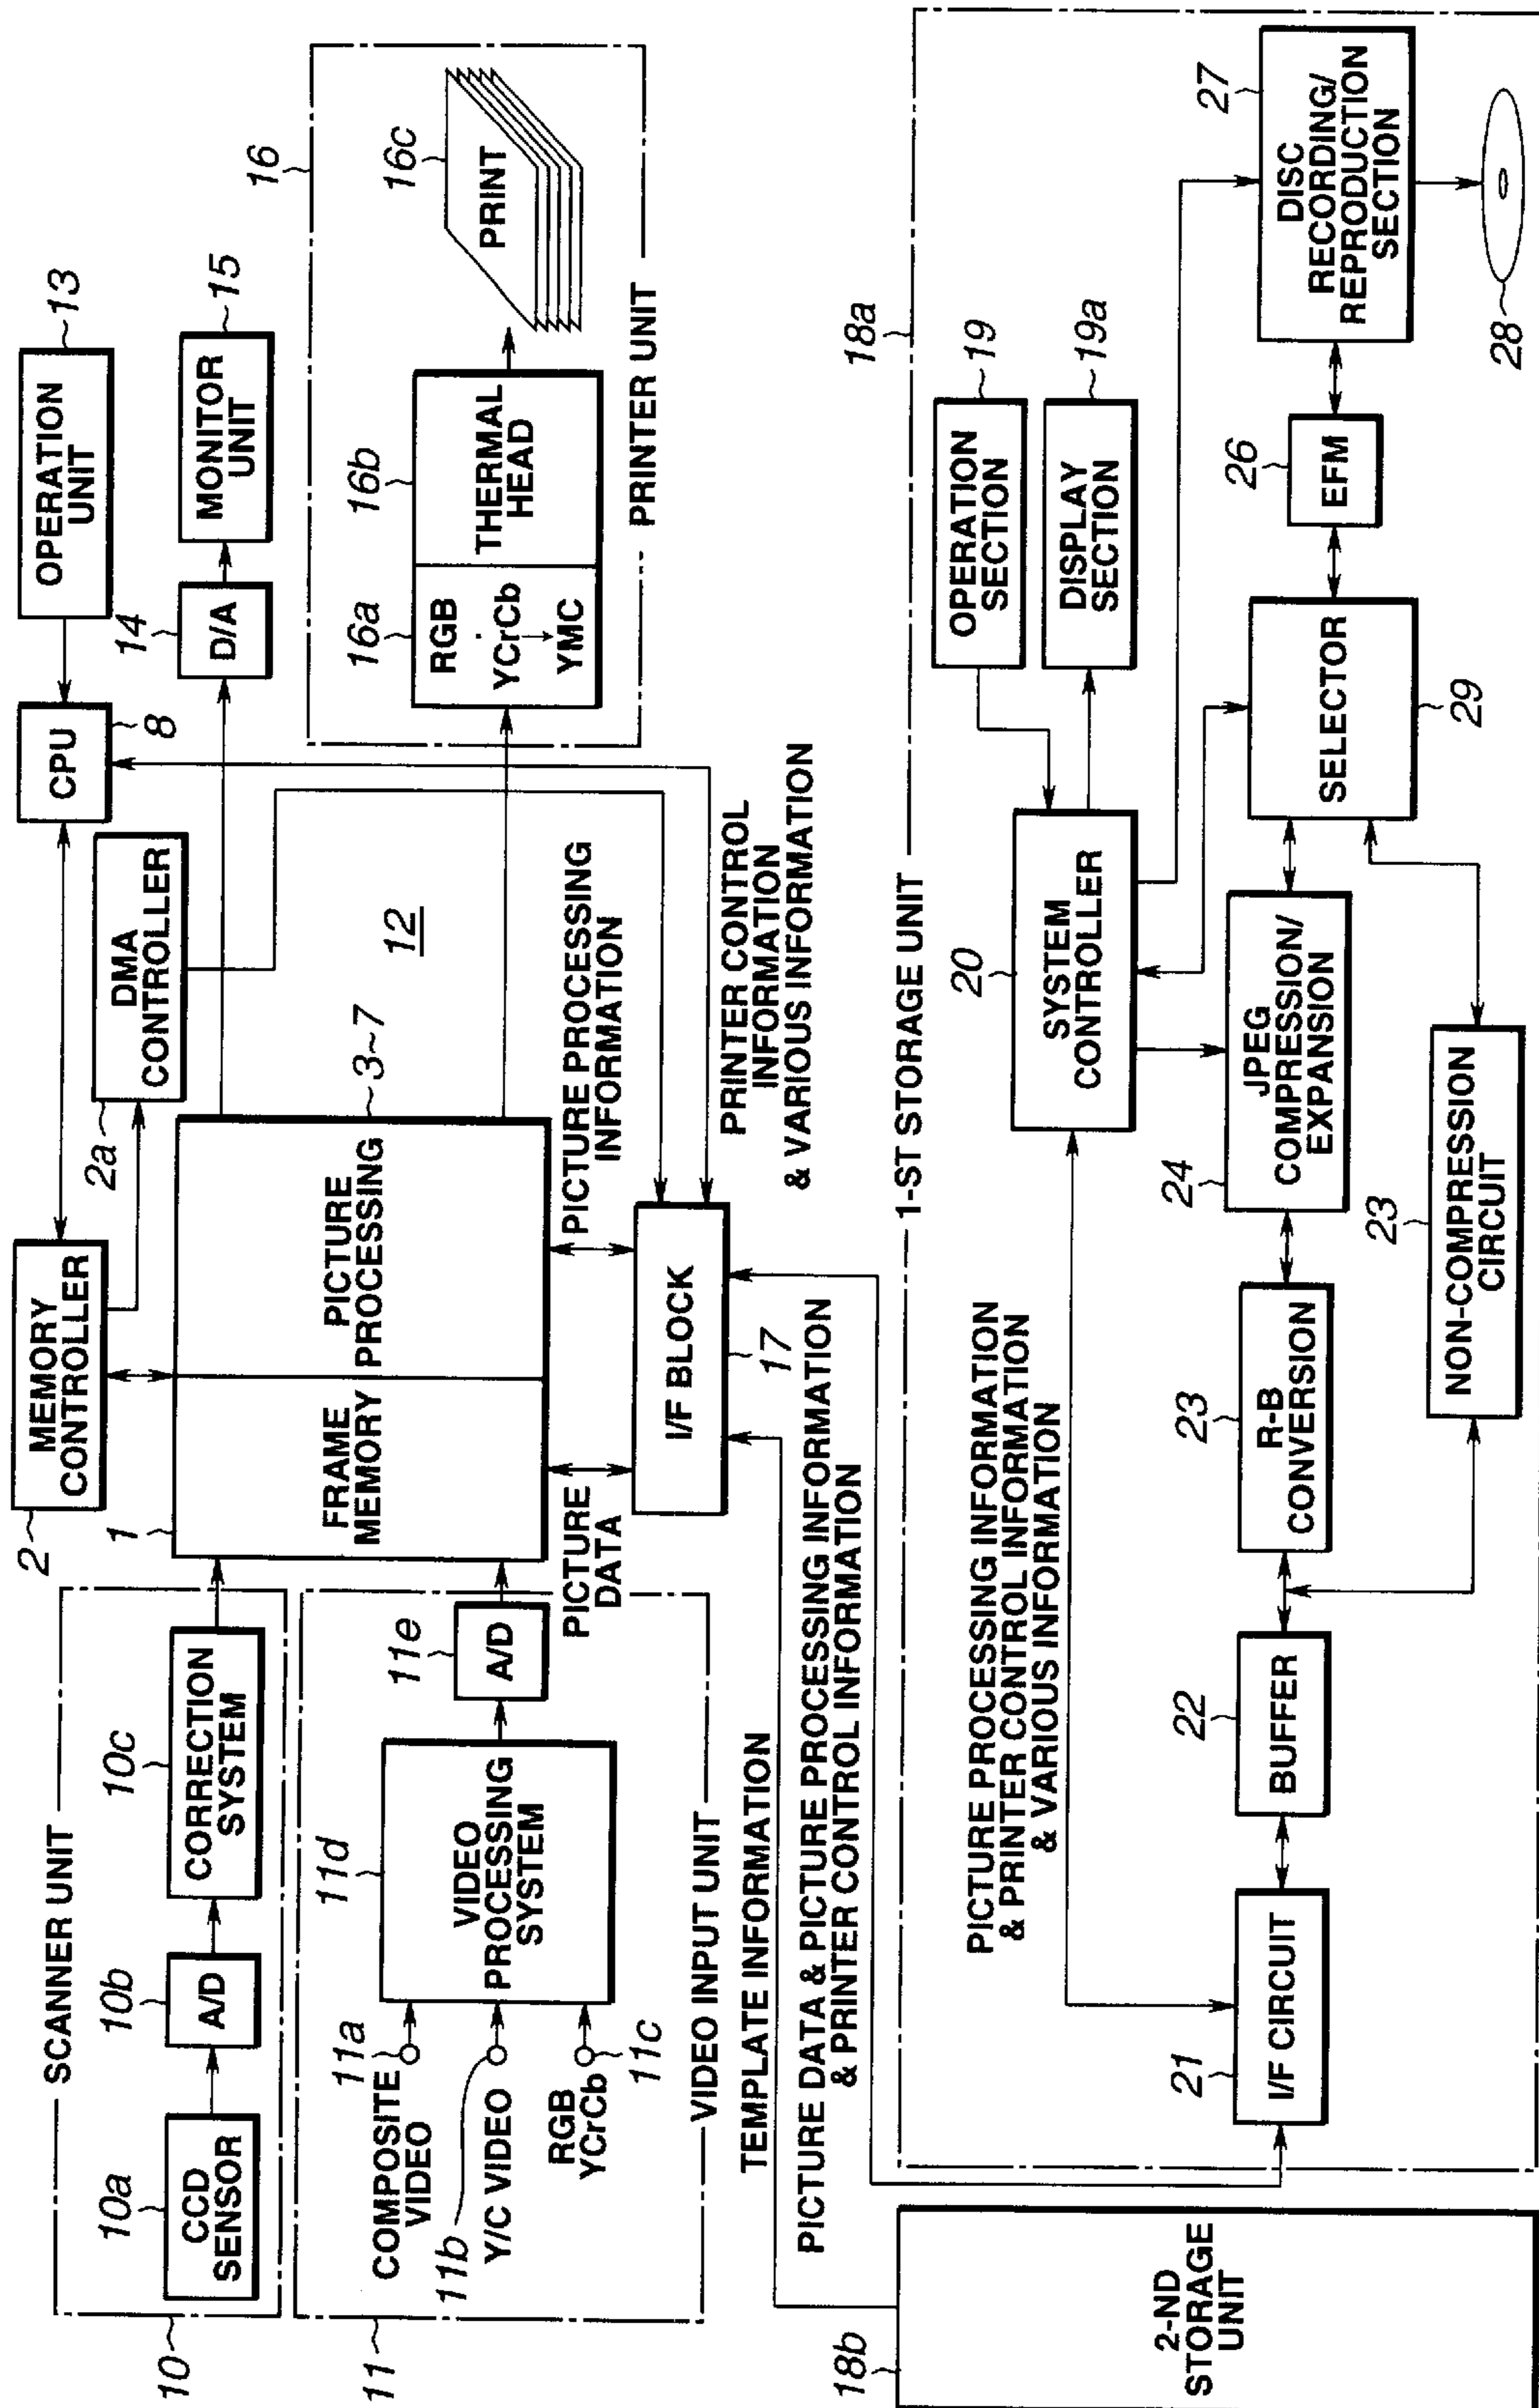 10
SCANNER UNIT
10a
CCD
SENSOR
10b
A/D
10c
CORRECTION
SYSTEM
11
VIDEO INPUT UNIT
COMPOSITE
VIDEO
11a
11b
Y/C VIDEO
RGB
YCrCb
11c
11d
VIDEO
PROCESSING
SYSTEM
11e
A/D
2
MEMORY
CONTROLLER
1
FRAME
MEMORY
PICTURE
PROCESSING
3~7
2a
DMA
CONTROLLER
CPU
8
OPERATION
UNIT
13
14
D/A
MONITOR
UNIT
15
12
16
16a
RGB
YCrCb
YMC
16b
THERMAL
HEAD
16c
PRINT
PRINTER UNIT
PICTURE
DATA
PICTURE PROCESSING
INFORMATION
I/F BLOCK
17
PRINTER CONTROL
INFORMATION
& VARIOUS INFORMATION
TEMPLATE INFORMATION
PICTURE DATA & PICTURE PROCESSING INFORMATION
& PRINTER CONTROL INFORMATION
18b
2-ND
STORAGE
UNIT
1-ST STORAGE UNIT
18a
PICTURE PROCESSING INFORMATION
& PRINTER CONTROL INFORMATION
& VARIOUS INFORMATION
20
SYSTEM
CONTROLLER
OPERATION
SECTION
19
DISPLAY
SECTION
19a
21
I/F CIRCUIT
22
BUFFER
23
R-B
CONVERSION
24
JPEG
COMPRESSION/
EXPANSION
23
NON-COMPRESSION
CIRCUIT
SELECTOR
29
26
EFM
27
DISC
RECORDING/
REPRODUCTION
SECTION
28